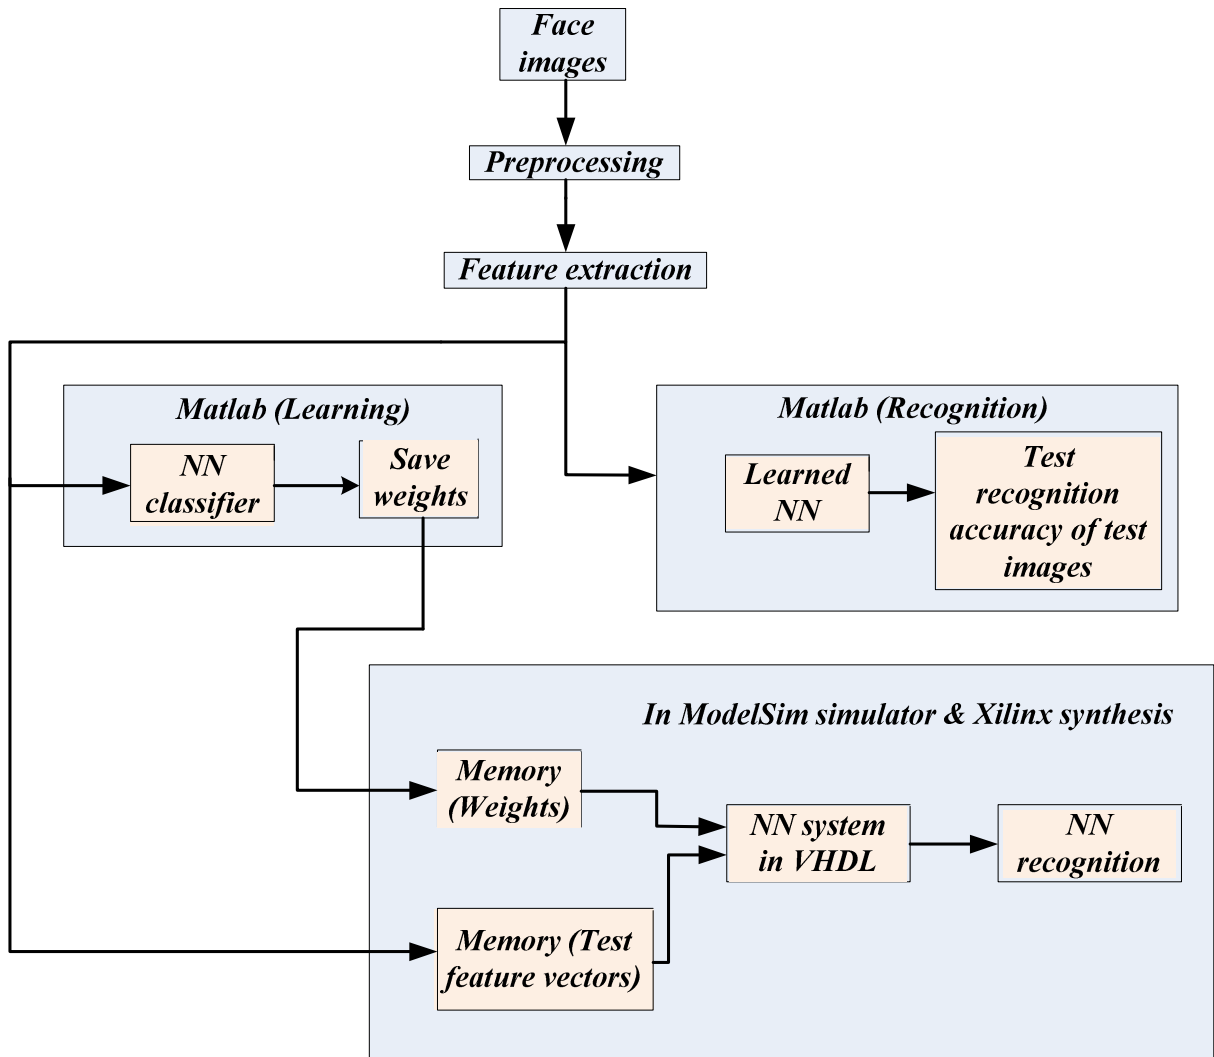 Face
images
Preprocessing
Feature extraction
Matlab (Learning)
NN
classifier
Save
weights
Matlab (Recognition)
Learned
NN
Test
recognition
accuracy of test
images
In ModelSim simulator & Xilinx synthesis
Memory
(Weights)
NN system
in VHDL
NN
recognition
Memory (Test
feature vectors)